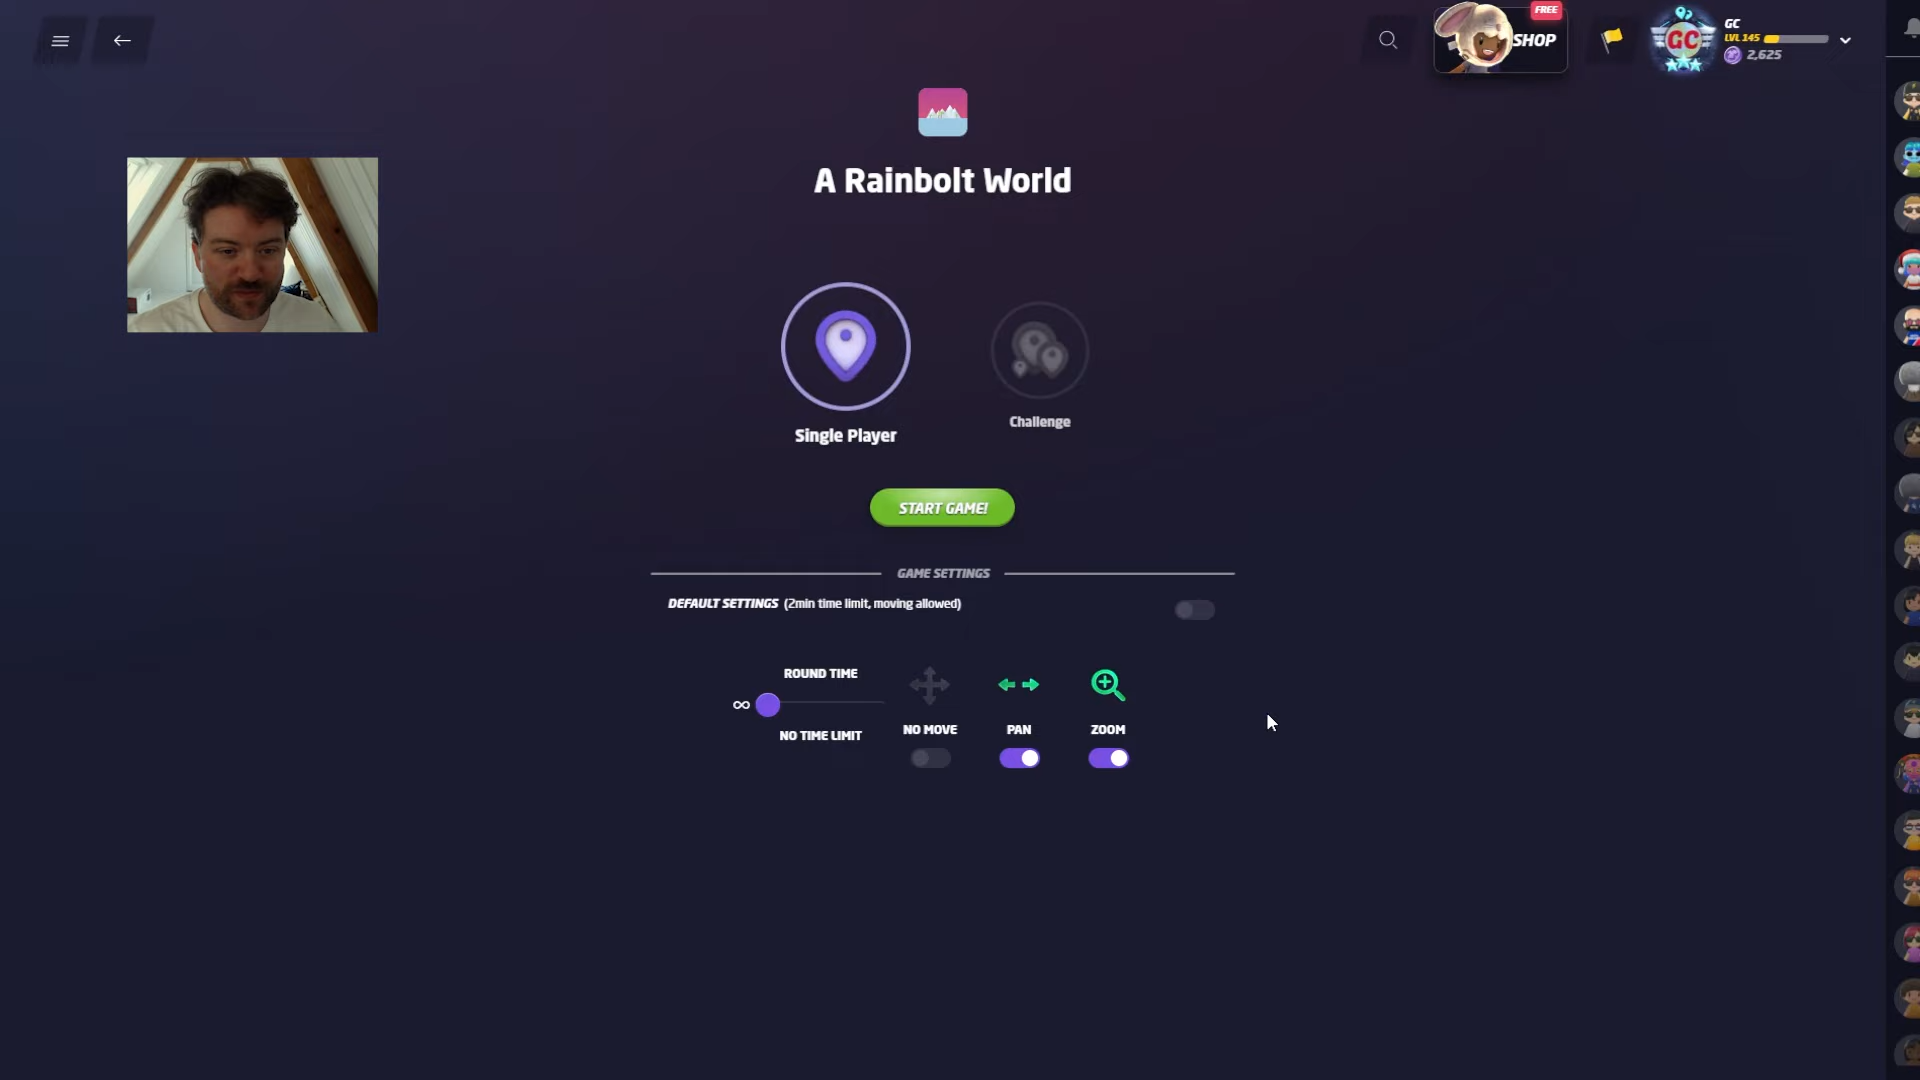 FREE
SHOP
GC
GC
LVL 145
2,625
A Rainbolt World
Single Player
Challenge
START GAME!
GAME SETTINGS
DEFAULT SETTINGS (2min time limit, moving allowed)
ROUND TIME
∞
NO TIME LIMIT
NO MOVE
PAN
ZOOM